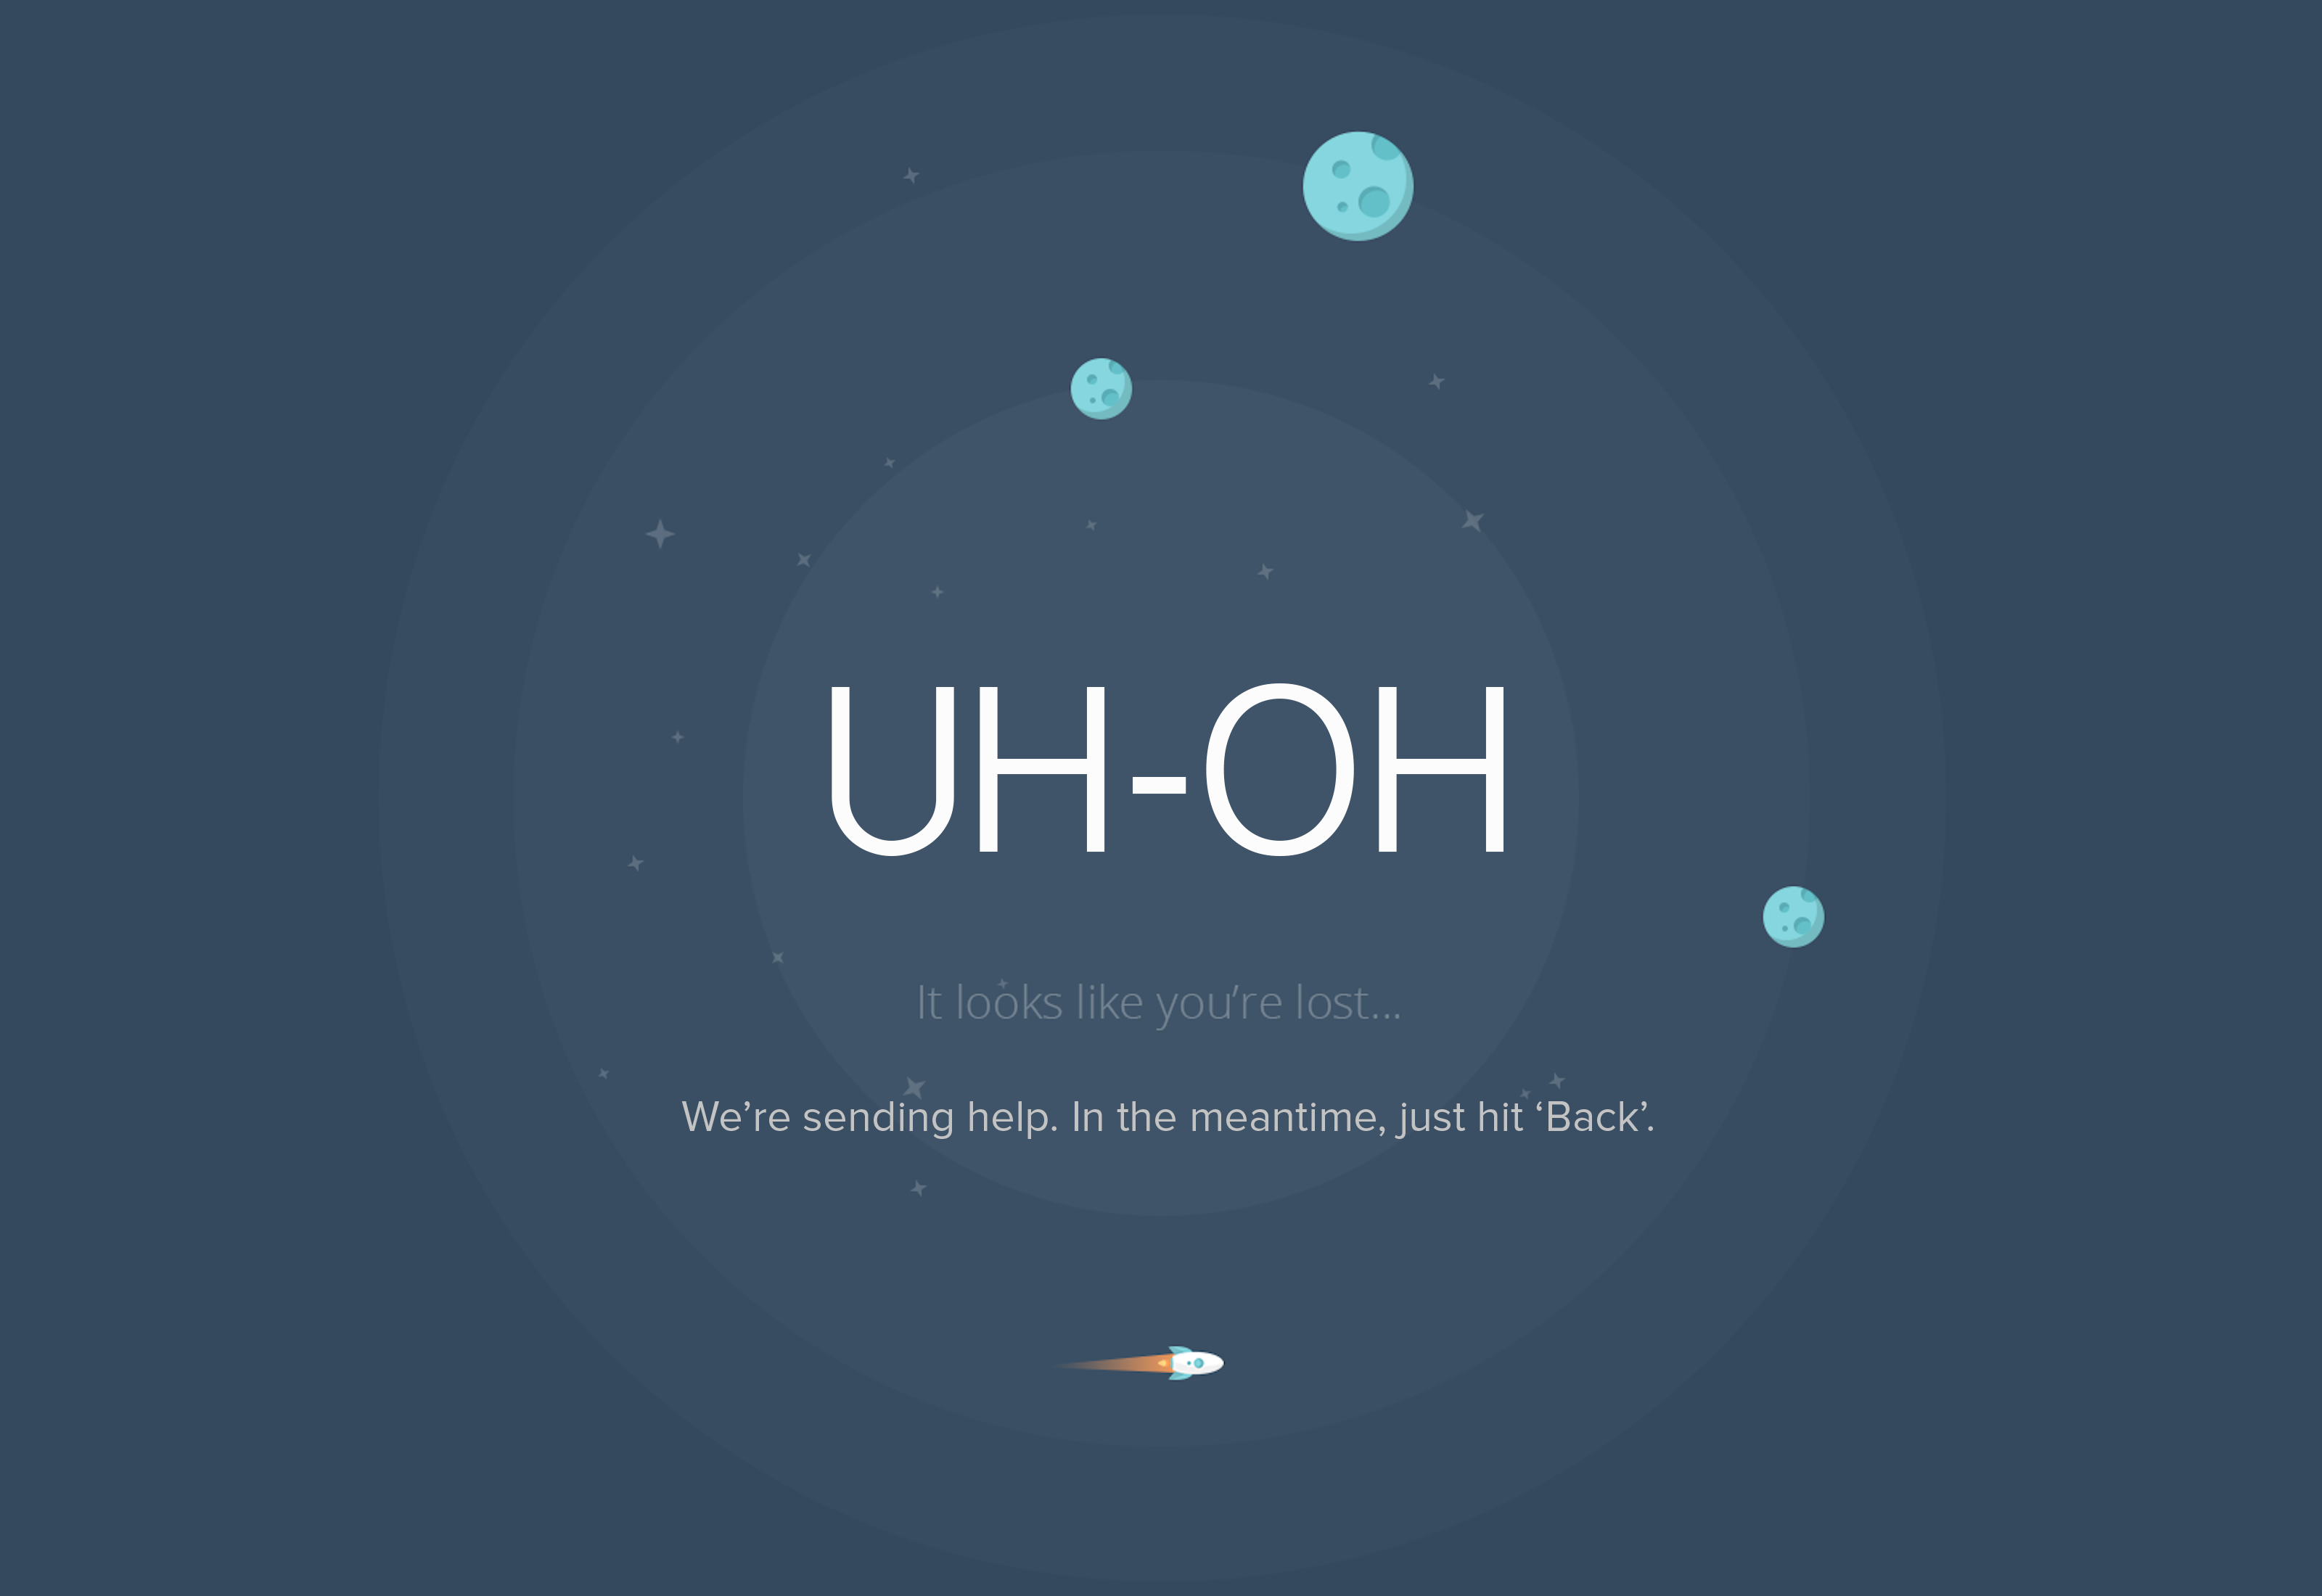 UH-OH
It looks like you’re lost...
We’re sending help. In the meantime, just hit ‘Back’.